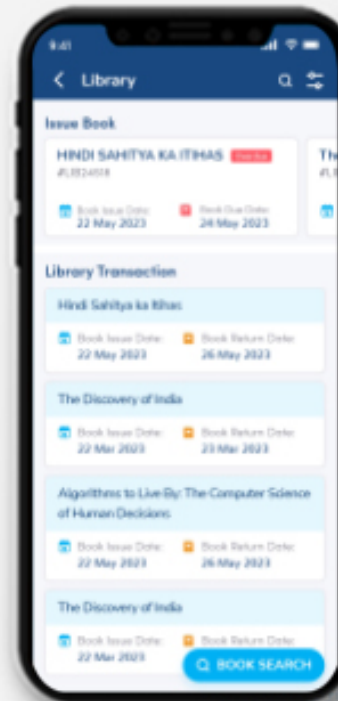 9:41
Library
Issue Book
HINDI SAHITYA KA ITIHAS Overdue
Th
Book Issue Date: Book Due Date:
22 May 2023 24 May 2023
Library Transaction
Hindi Sahitya ka Itihas
Book Issue Date: Book Return Date:
22 May 2023 26 May 2023
The Discovery of India
Book Issue Date: Book Return Date:
22 Mar 2023 23 Mar 2023
Algorithms to Live By: The Computer Science
of Human Decisions
Book Issue Date: Book Return Date:
22 May 2023 26 May 2023
The Discovery of India
Book Issue Date: Book Return Date:
22 Mar 2023
BOOK SEARCH